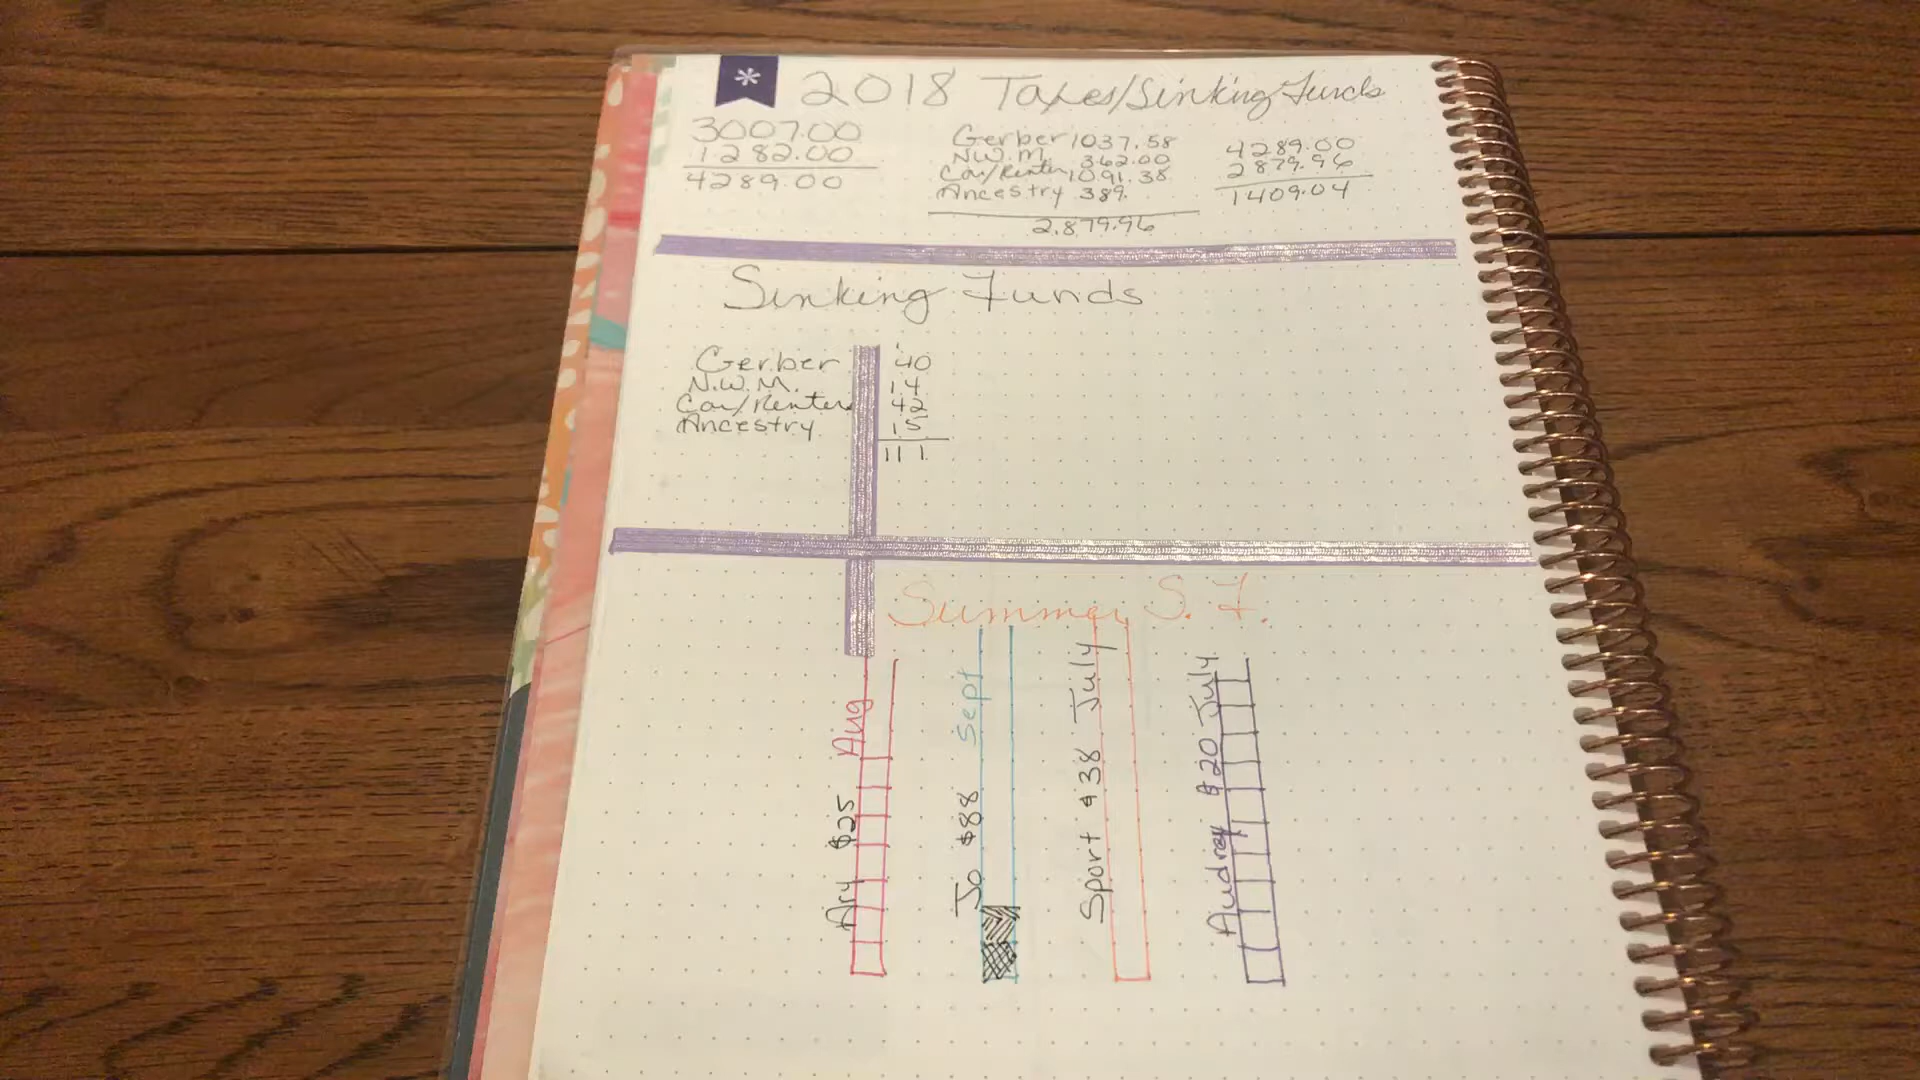 * 2018 Taxes/Sinking Funds
3007.00
1282.00
4289.00
Gerber 1037.58
N.W.M. 362.00
Car/Renters 1091.38
Ancestry 389.
2,879.96
4289.00
2879.96
1409.04
Sinking Funds
Gerber 40
N.W.M. 14
Car/Renters 42
Ancestry 15
111
Summer S. F.
Ary $25 Aug
Jo $88 Sept
Sport $38 July
Audrey $20 July